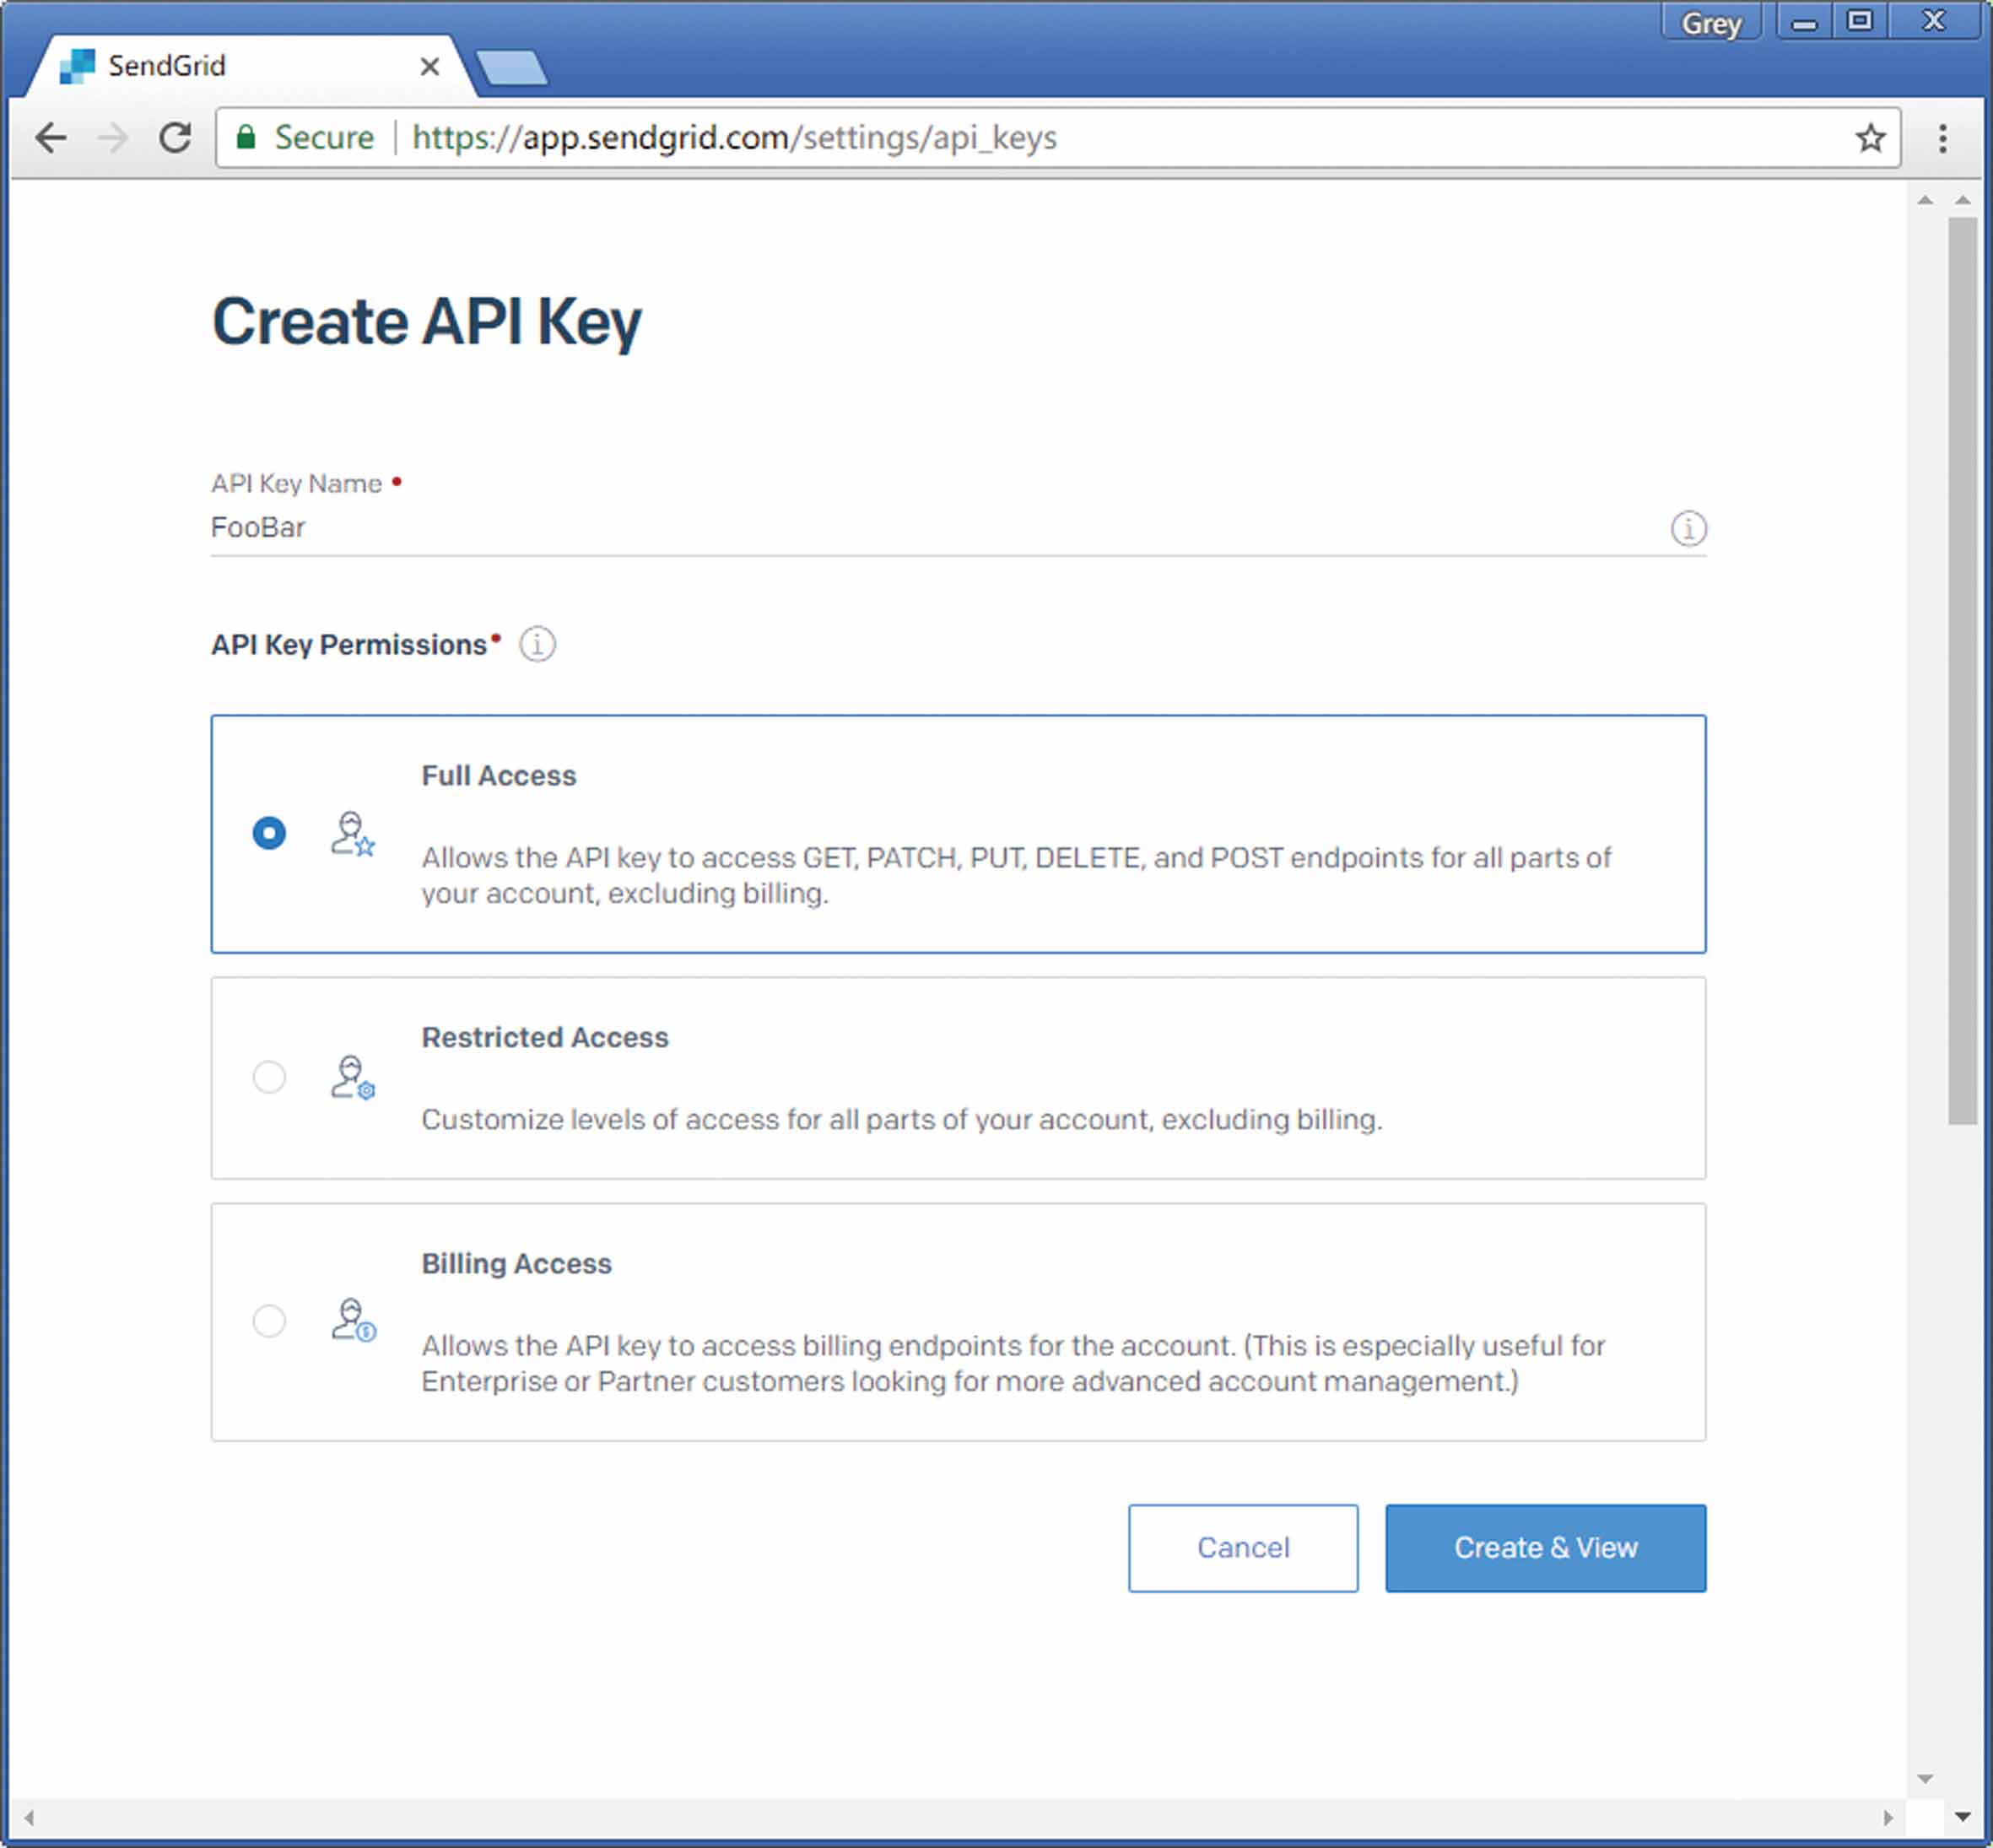 Grey
SendGrid
Secure https://app.sendgrid.com/settings/api_keys
Create API Key
API Key Name •
FooBar
API Key Permissions•
Full Access
Allows the API key to access GET, PATCH, PUT, DELETE, and POST endpoints for all parts of
your account, excluding billing.
Restricted Access
Customize levels of access for all parts of your account, excluding billing.
Billing Access
Allows the API key to access billing endpoints for the account. (This is especially useful for
Enterprise or Partner customers looking for more advanced account management.)
Cancel
Create & View